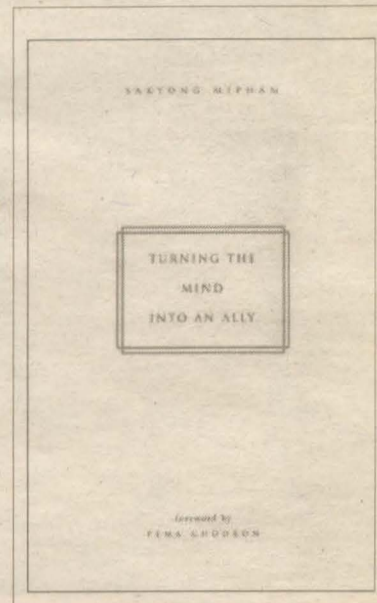 SAKYONG MIPHAM
TURNING THE
MIND
INTO AN ALLY
foreword by
PEMA CHODRON